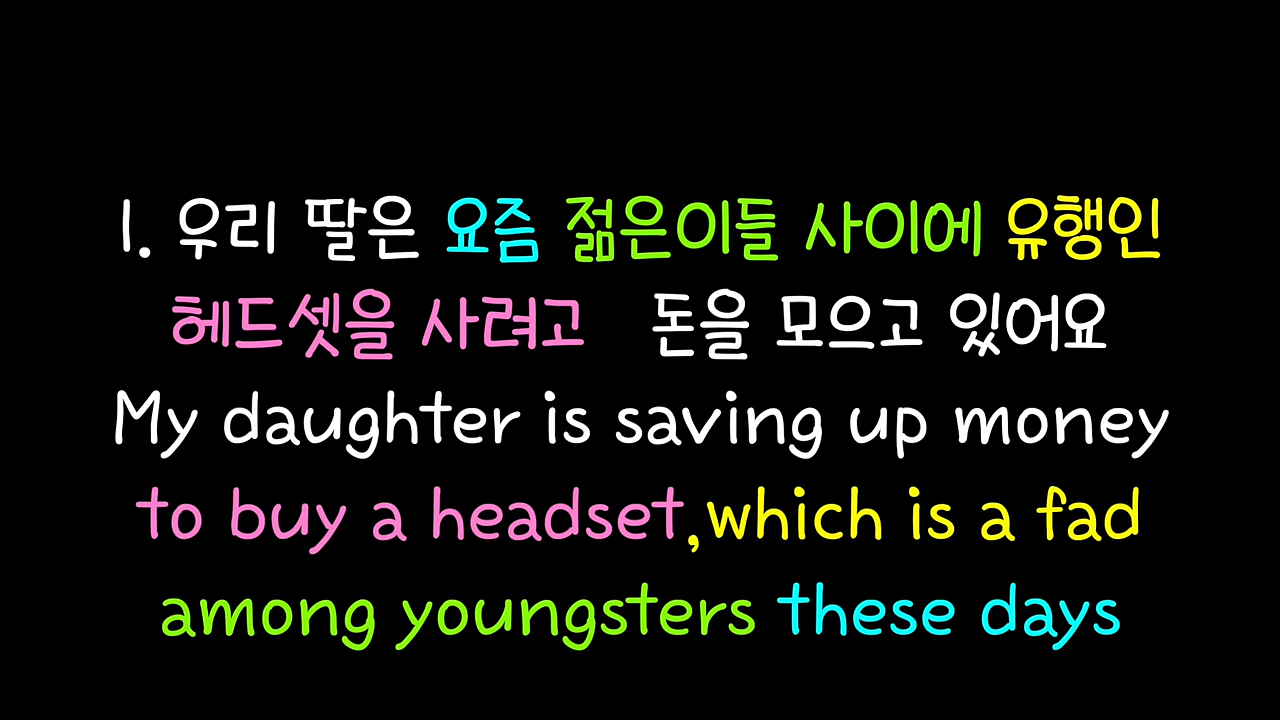 1. 우리 딸은 요즘 젊은이들 사이에 유행인
헤드셋을 사려고 돈을 모으고 있어요
My daughter is saving up money
to buy a headset,which is a fad
among youngsters these days